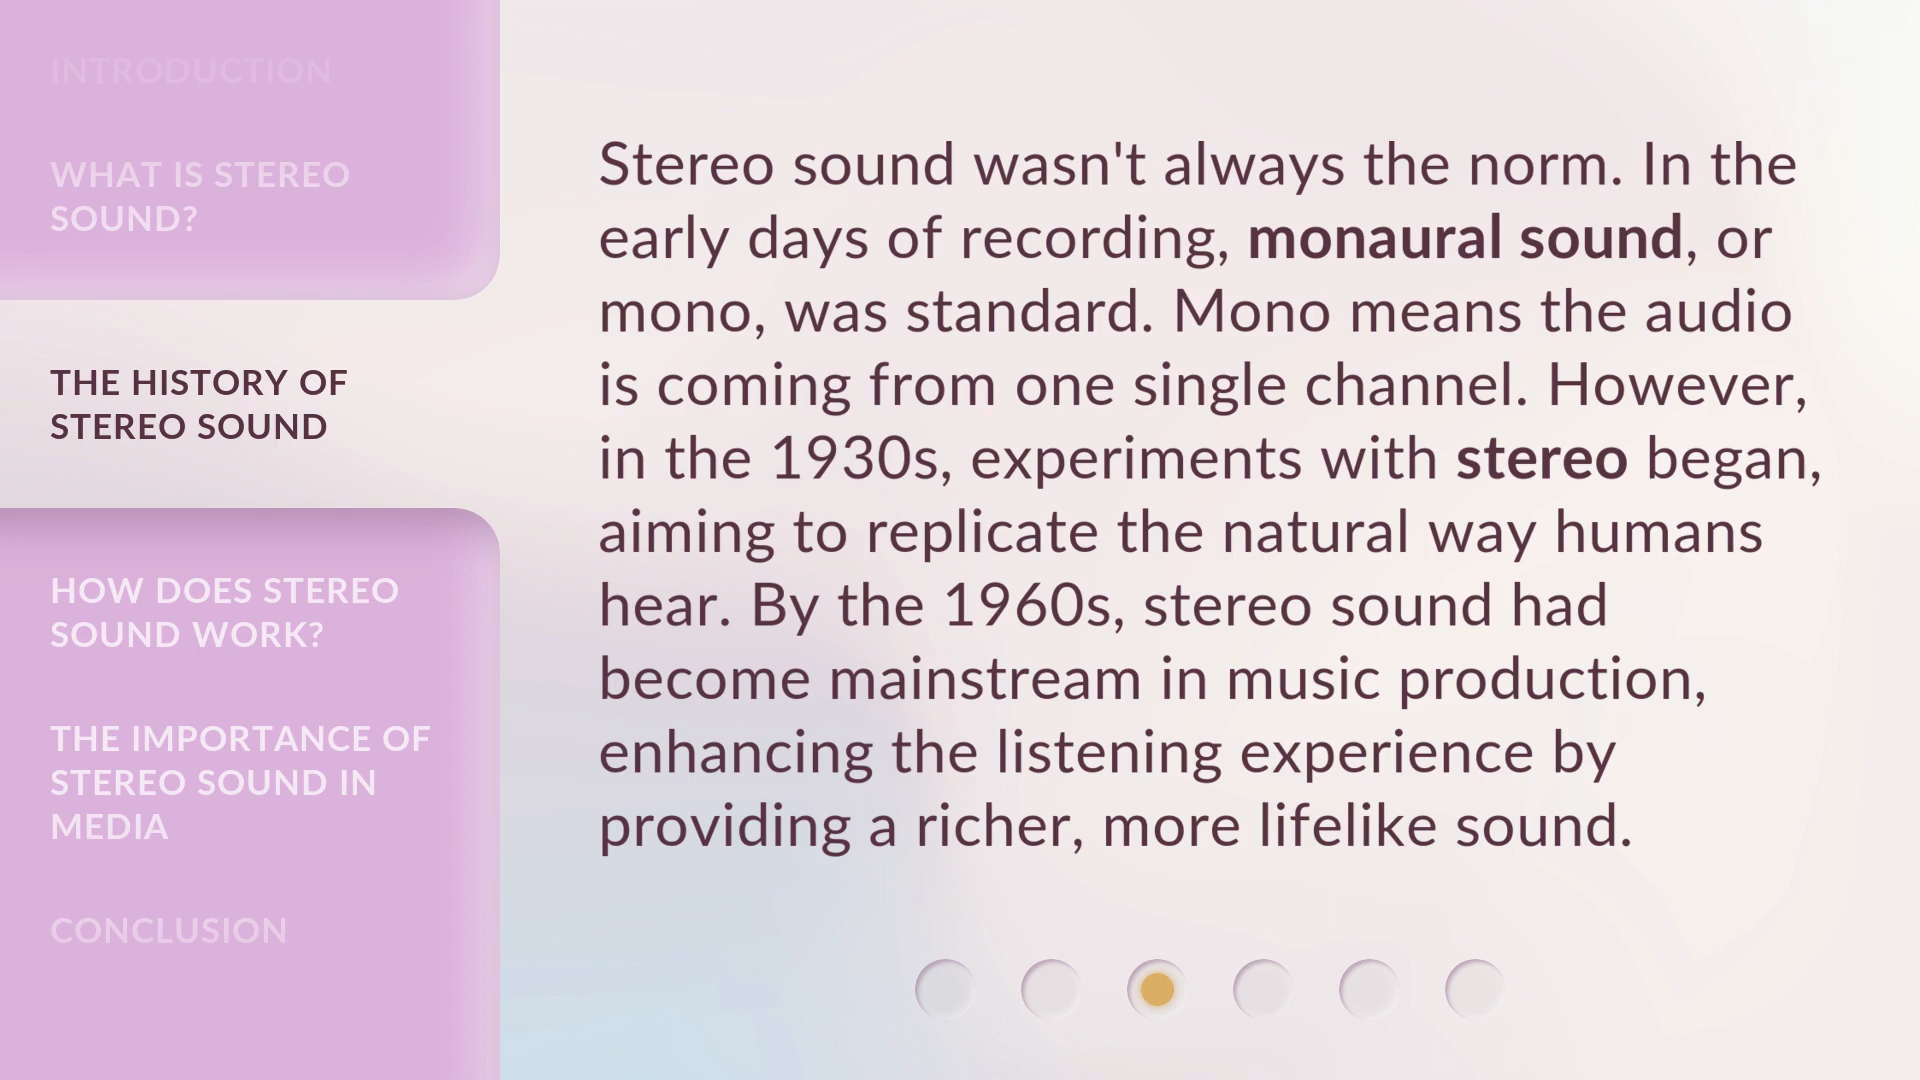 INTRODUCTION
WHAT IS STEREO
SOUND?
THE HISTORY OF
STEREO SOUND
HOW DOES STEREO
SOUND WORK?
THE IMPORTANCE OF
STEREO SOUND IN
MEDIA
CONCLUSION
Stereo sound wasn't always the norm. In the
early days of recording, monaural sound, or
mono, was standard. Mono means the audio
is coming from one single channel. However,
in the 1930s, experiments with stereo began,
aiming to replicate the natural way humans
hear. By the 1960s, stereo sound had
become mainstream in music production,
enhancing the listening experience by
providing a richer, more lifelike sound.